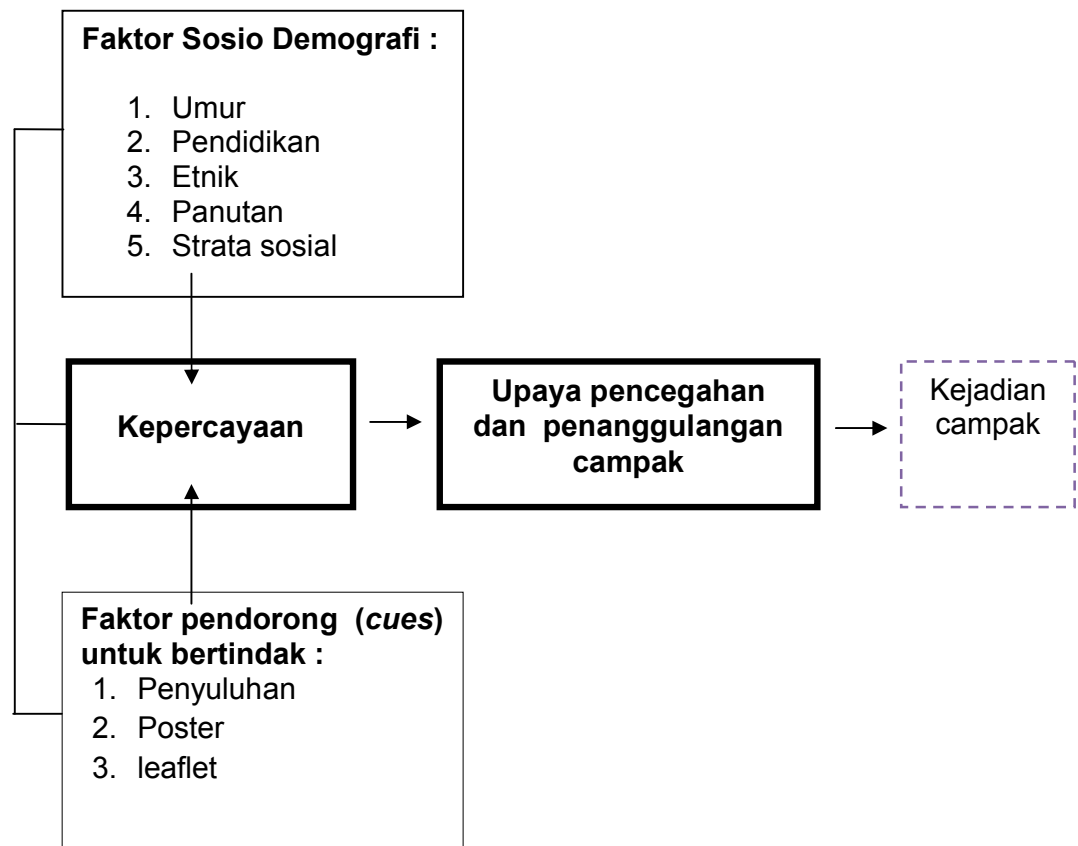 Faktor Sosio Demografi :
1. Umur
2. Pendidikan
3. Etnik
4. Panutan
5. Strata sosial
Kepercayaan
Upaya pencegahan
dan penanggulangan
campak
Kejadian
campak
Faktor pendorong (cues)
untuk bertindak :
1. Penyuluhan
2. Poster
3. leaflet